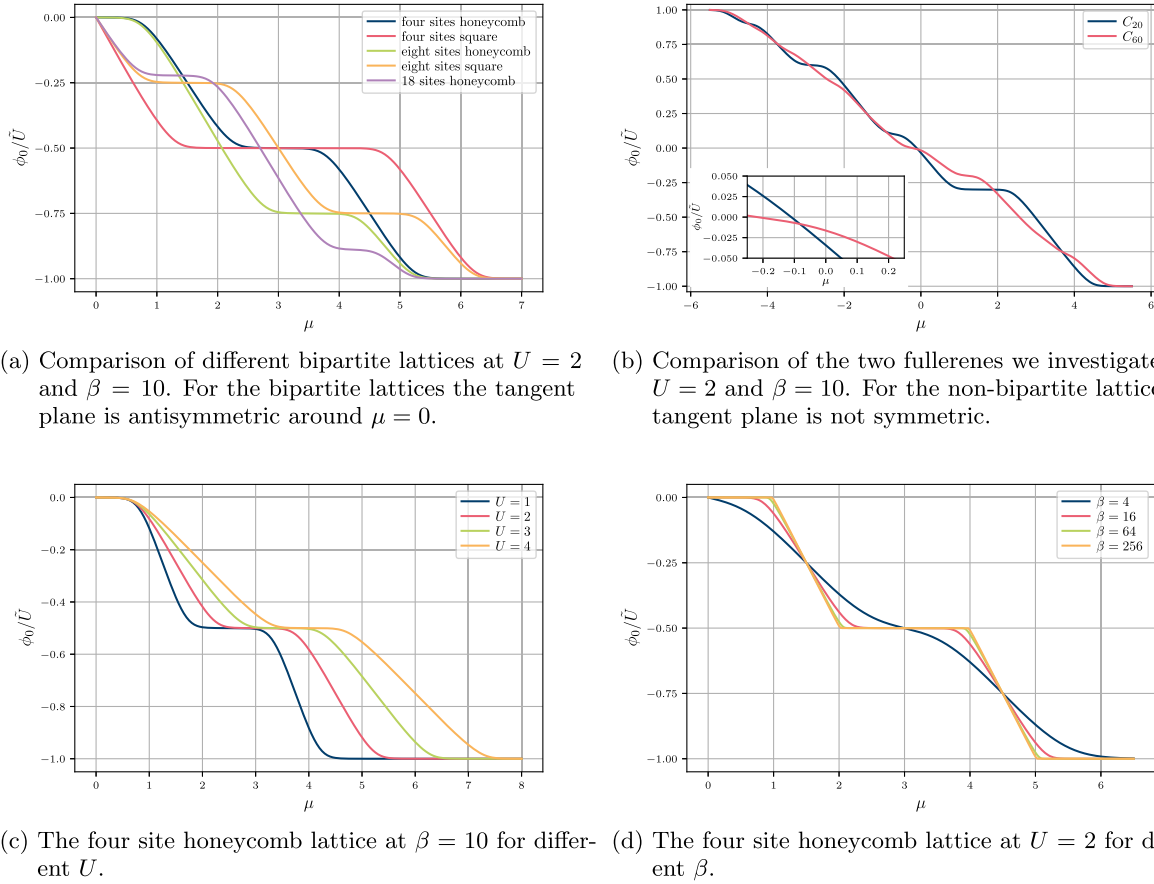 0.00
−0.25
−0.50
−0.75
−1.00
ϕ₀/Ũ
0 1 2 3 4 5 6 7
μ
four sites honeycomb
four sites square
eight sites honeycomb
eight sites square
18 sites honeycomb
1.00
0.75
0.50
0.25
0.00
−0.25
−0.50
−0.75
−1.00
ϕ₀/Ũ
−6 −4 −2 0 2 4 6
μ
C₂₀
C₆₀
0.050
0.025
0.000
−0.025
−0.050
ϕ₀/Ũ
−0.2 −0.1 0.0 0.1 0.2
μ
(a) Comparison of different bipartite lattices at U = 2
and β = 10. For the bipartite lattices the tangent
plane is antisymmetric around μ = 0.
(b) Comparison of the two fullerenes we investigate
U = 2 and β = 10. For the non-bipartite lattice
tangent plane is not symmetric.
0.0
−0.2
−0.4
−0.6
−0.8
−1.0
ϕ₀/Ũ
0 1 2 3 4 5 6 7 8
μ
U = 1
U = 2
U = 3
U = 4
0.00
−0.25
−0.50
−0.75
−1.00
ϕ₀/Ũ
0 1 2 3 4 5 6
μ
β = 4
β = 16
β = 64
β = 256
(c) The four site honeycomb lattice at β = 10 for differ-
ent U.
(d) The four site honeycomb lattice at U = 2 for d
ent β.